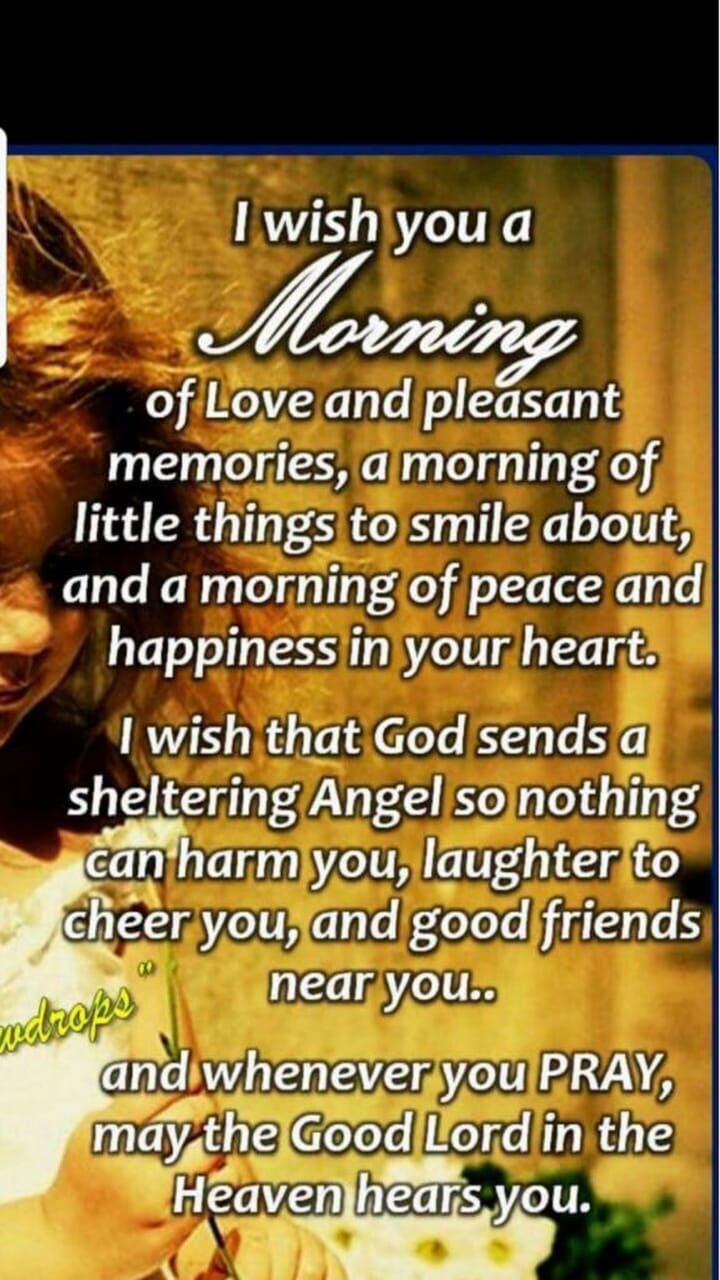 I wish you a
Morning
of Love and pleasant
memories, a morning of
little things to smile about,
and a morning of peace and
happiness in your heart.
I wish that God sends a
sheltering Angel so nothing
can harm you, laughter to
cheer you, and good friends
near you..
wdrops"
and whenever you PRAY,
may the Good Lord in the
Heaven hears you.